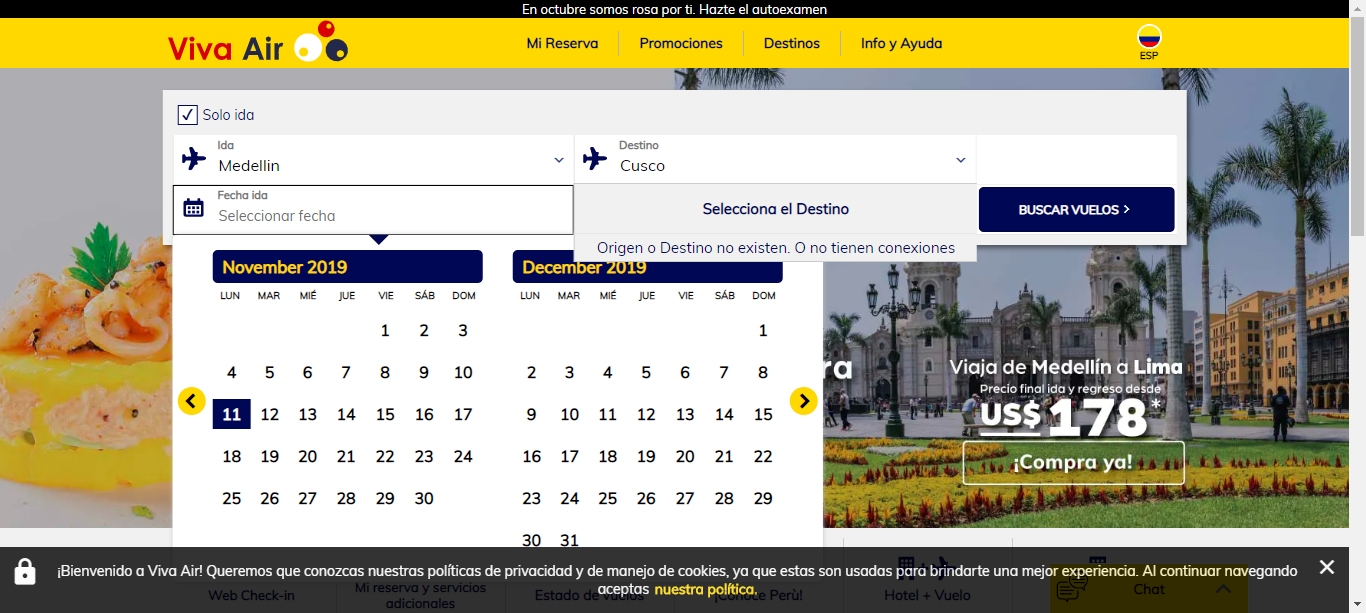 En octubre somos rosa por ti. Hazte el autoexamen
Viva Air
Mi Reserva
Promociones
Destinos
Info y Ayuda
ESP
Solo ida
Ida
Medellin
Destino
Cusco
Fecha ida
Seleccionar fecha
Selecciona el Destino
BUSCAR VUELOS >
Origen o Destino no existen. O no tienen conexiones
November 2019
LUN MAR MIÉ JUE VIE SÁB DOM
1 2 3
4 5 6 7 8 9 10
11 12 13 14 15 16 17
18 19 20 21 22 23 24
25 26 27 28 29 30
December 2019
LUN MAR MIÉ JUE VIE SÁB DOM
1
2 3 4 5 6 7 8
9 10 11 12 13 14 15
16 17 18 19 20 21 22
23 24 25 26 27 28 29
30 31
ra
Viaja de Medellín a Lima
Precio final ida y regreso desde
US$ 178*
¡Compra ya!
¡Bienvenido a Viva Air! Queremos que conozcas nuestras políticas de privacidad y de manejo de cookies, ya que estas son usadas para brindarte una mejor experiencia. Al continuar navegando
aceptas nuestra política.
Web Check-in
Mi reserva y servicios
adicionales
Estado de vuelos
¡Conoce Perù!
Hotel + Vuelo
Chat